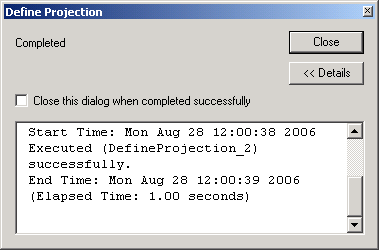 Define Projection
Completed
Close
<< Details
Close this dialog when completed successfully
Start Time: Mon Aug 28 12:00:38 2006
Executed (DefineProjection_2)
successfully.
End Time: Mon Aug 28 12:00:39 2006
(Elapsed Time: 1.00 seconds)